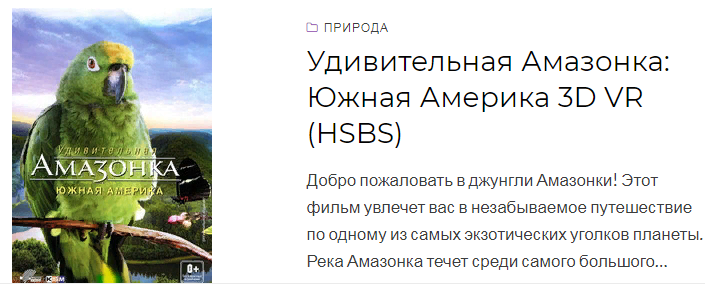 ПРИРОДА
Удивительная Амазонка:
Южная Америка 3D VR
(HSBS)
Добро пожаловать в джунгли Амазонки! Этот
фильм увлечет вас в незабываемое путешествие
по одному из самых экзотических уголков планеты.
Река Амазонка течет среди самого большого...
Удивительная
АМАЗОНКА
ЮЖНАЯ АМЕРИКА
0+